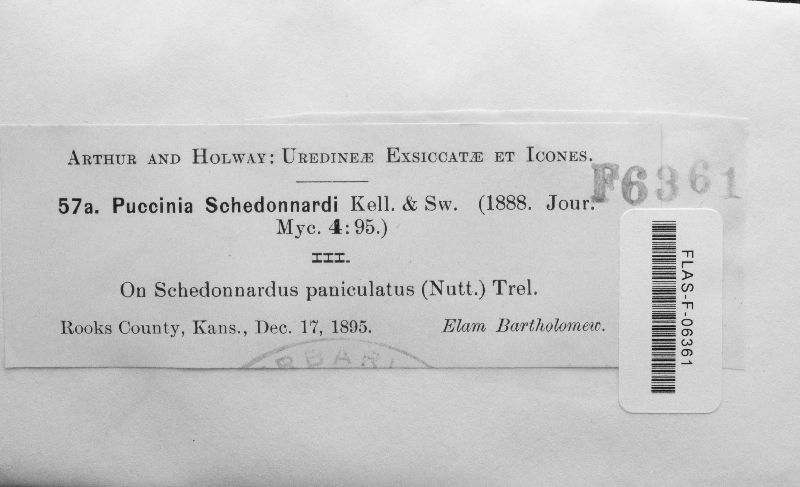 ARTHUR AND HOLWAY: UREDINEÆ EXSICCATÆ ET ICONES.
F6361
57a. Puccinia Schedonnardi Kell. & Sw. (1888. Jour.
Myc. 4: 95.)
III.
On Schedonnardus paniculatus (Nutt.) Trel.
Rooks County, Kans., Dec. 17, 1895. Elam Bartholomew.
FLAS-F-06361